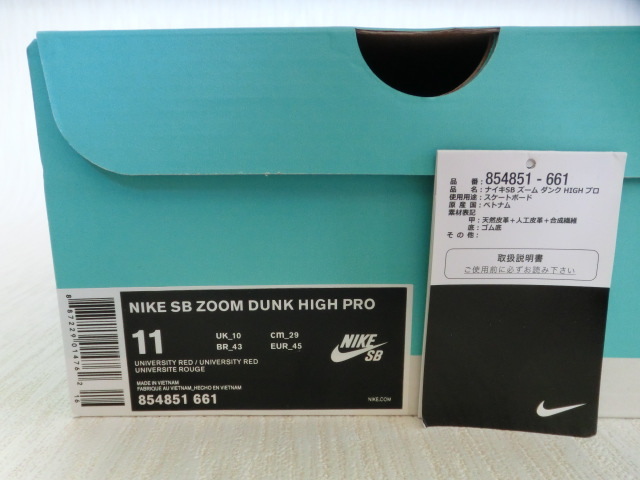 品 番：854851 - 661
品 名：ナイキSB ズーム ダンク HIGH プロ
使用用途：スケートボード
原 産 国：ベトナム
素材表記
甲：天然皮革＋人工皮革＋合成繊維
底：ゴム底
そ の 他：
取扱説明
ご使用前に必ずお読み下さい
NIKE SB ZOOM DUNK HIGH PRO
11
UK_10
cm_29
BR_43
EUR_45
NIKE
SB
UNIVERSITY RED / UNIVERSITY RED
UNIVERSITE ROUGE
MADE IN VIETNAM
FABRIQUE AU VIETNAM_HECHO EN VIETNAM
854851 661
NIKE.COM
8 87229 01476 2
16